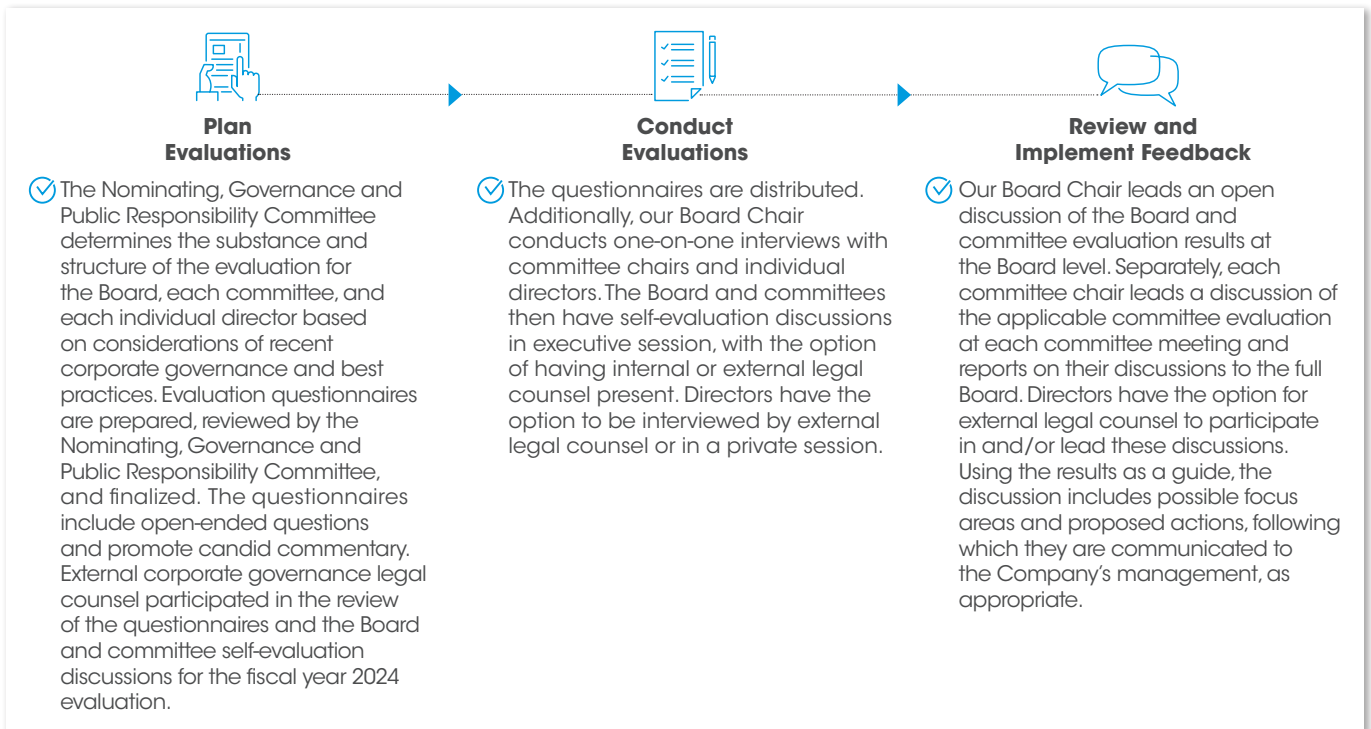 Plan
Evaluations
The Nominating, Governance and
Public Responsibility Committee
determines the substance and
structure of the evaluation for
the Board, each committee, and
each individual director based
on considerations of recent
corporate governance and best
practices. Evaluation questionnaires
are prepared, reviewed by the
Nominating, Governance and
Public Responsibility Committee,
and finalized. The questionnaires
include open-ended questions
and promote candid commentary.
External corporate governance legal
counsel participated in the review
of the questionnaires and the Board
and committee self-evaluation
discussions for the fiscal year 2024
evaluation.
Conduct
Evaluations
The questionnaires are distributed.
Additionally, our Board Chair
conducts one-on-one interviews with
committee chairs and individual
directors. The Board and committees
then have self-evaluation discussions
in executive session, with the option
of having internal or external legal
counsel present. Directors have the
option to be interviewed by external
legal counsel or in a private session.
Review and
Implement Feedback
Our Board Chair leads an open
discussion of the Board and
committee evaluation results at
the Board level. Separately, each
committee chair leads a discussion of
the applicable committee evaluation
at each committee meeting and
reports on their discussions to the full
Board. Directors have the option for
external legal counsel to participate
in and/or lead these discussions.
Using the results as a guide, the
discussion includes possible focus
areas and proposed actions, following
which they are communicated to
the Company's management, as
appropriate.